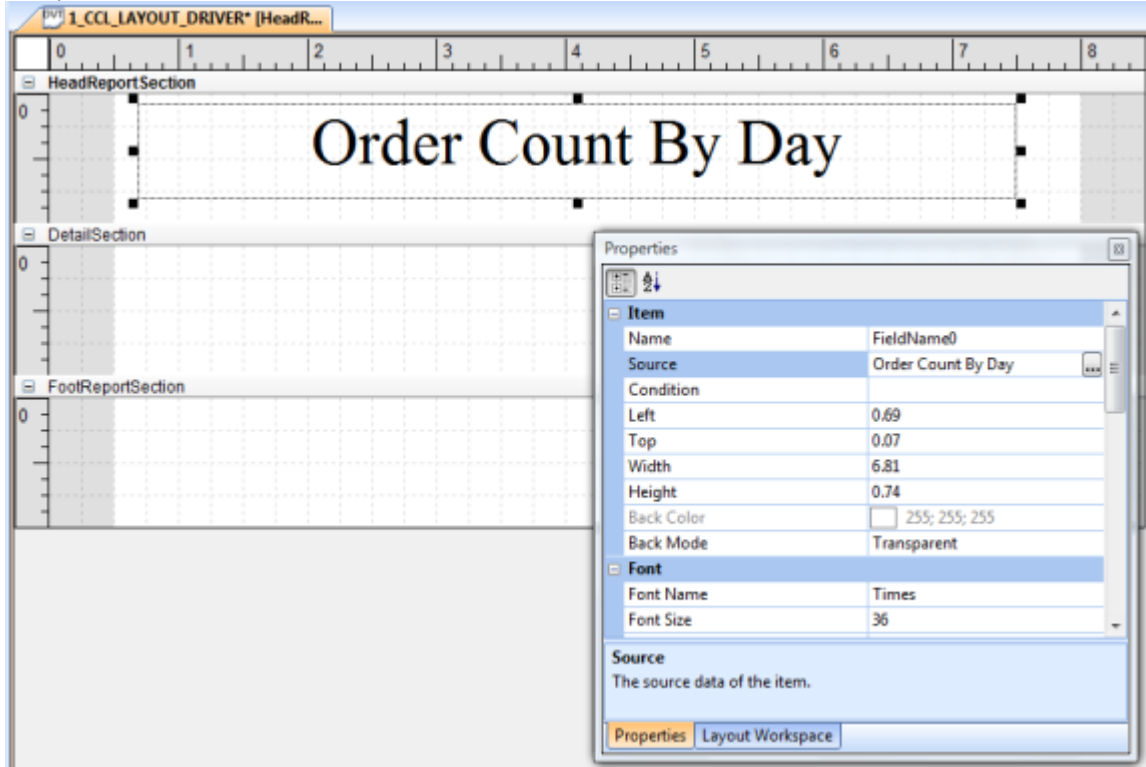 DVT 1_CCL_LAYOUT_DRIVER* [HeadR...
0 1 2 3 4 5 6 7 8
HeadReportSection
0
Order Count By Day
DetailSection
0
Properties
Item
Name FieldName0
Source Order Count By Day ...
Condition
Left 0.69
Top 0.07
Width 6.81
Height 0.74
Back Color 255; 255; 255
Back Mode Transparent
Font
Font Name Times
Font Size 36
Source
The source data of the item.
Properties Layout Workspace
FootReportSection
0